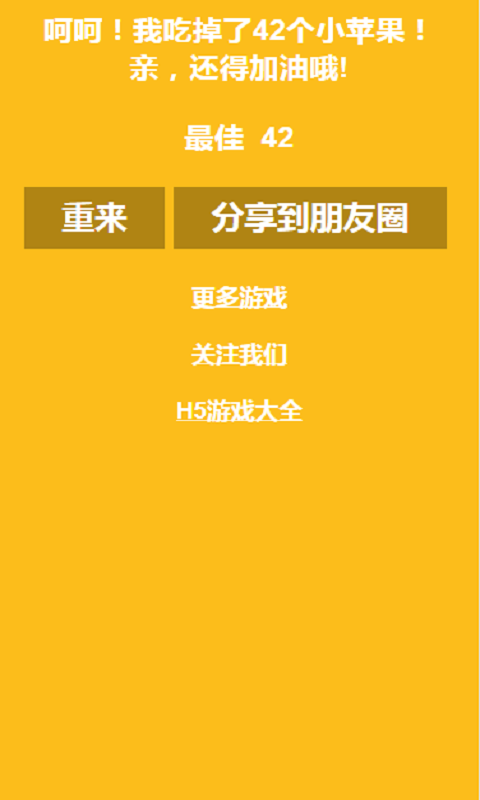 呵呵！我吃掉了42个小苹果！
亲，还得加油哦!
最佳 42
重来
分享到朋友圈
更多游戏
关注我们
H5游戏大全